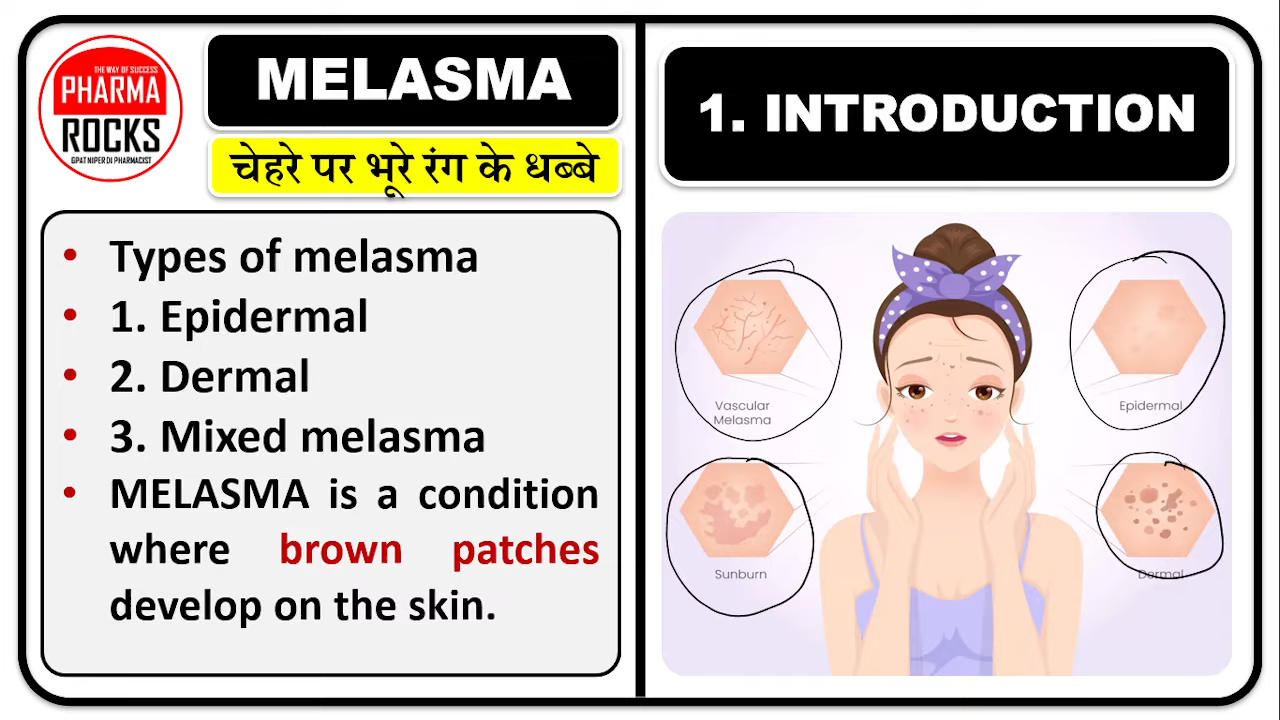 THE WAY OF SUCCESS
PHARMA
ROCKS
GPAT NIPER DI PHARMACIST
MELASMA
चेहरे पर भूरे रंग के धब्बे
• Types of melasma
• 1. Epidermal
• 2. Dermal
• 3. Mixed melasma
• MELASMA is a condition
where brown patches
develop on the skin.
1. INTRODUCTION
Vascular
Melasma
Epidermal
Sunburn
Dermal